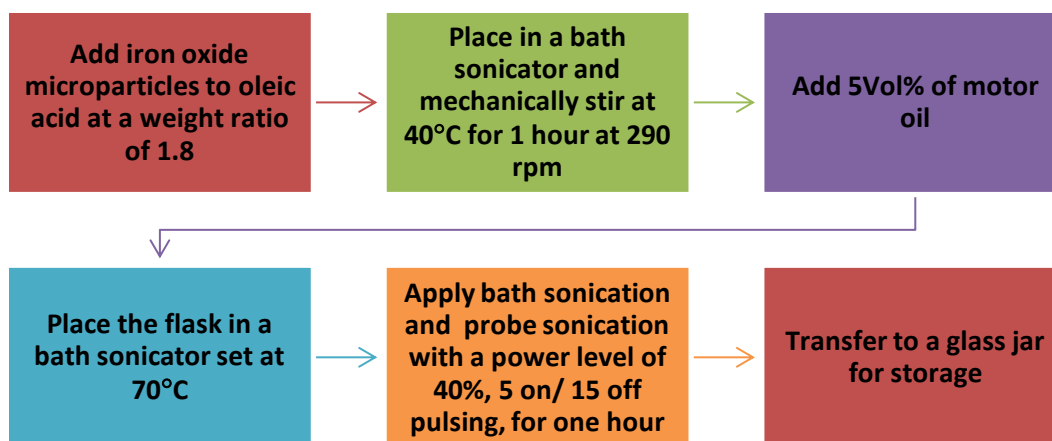 Add iron oxide
microparticles to oleic
acid at a weight ratio
of 1.8
Place in a bath
sonicator and
mechanically stir at
40°C for 1 hour at 290
rpm
Add 5Vol% of motor
oil
Place the flask in a
bath sonicator set at
70°C
Apply bath sonication
and probe sonication
with a power level of
40%, 5 on/ 15 off
pulsing, for one hour
Transfer to a glass jar
for storage